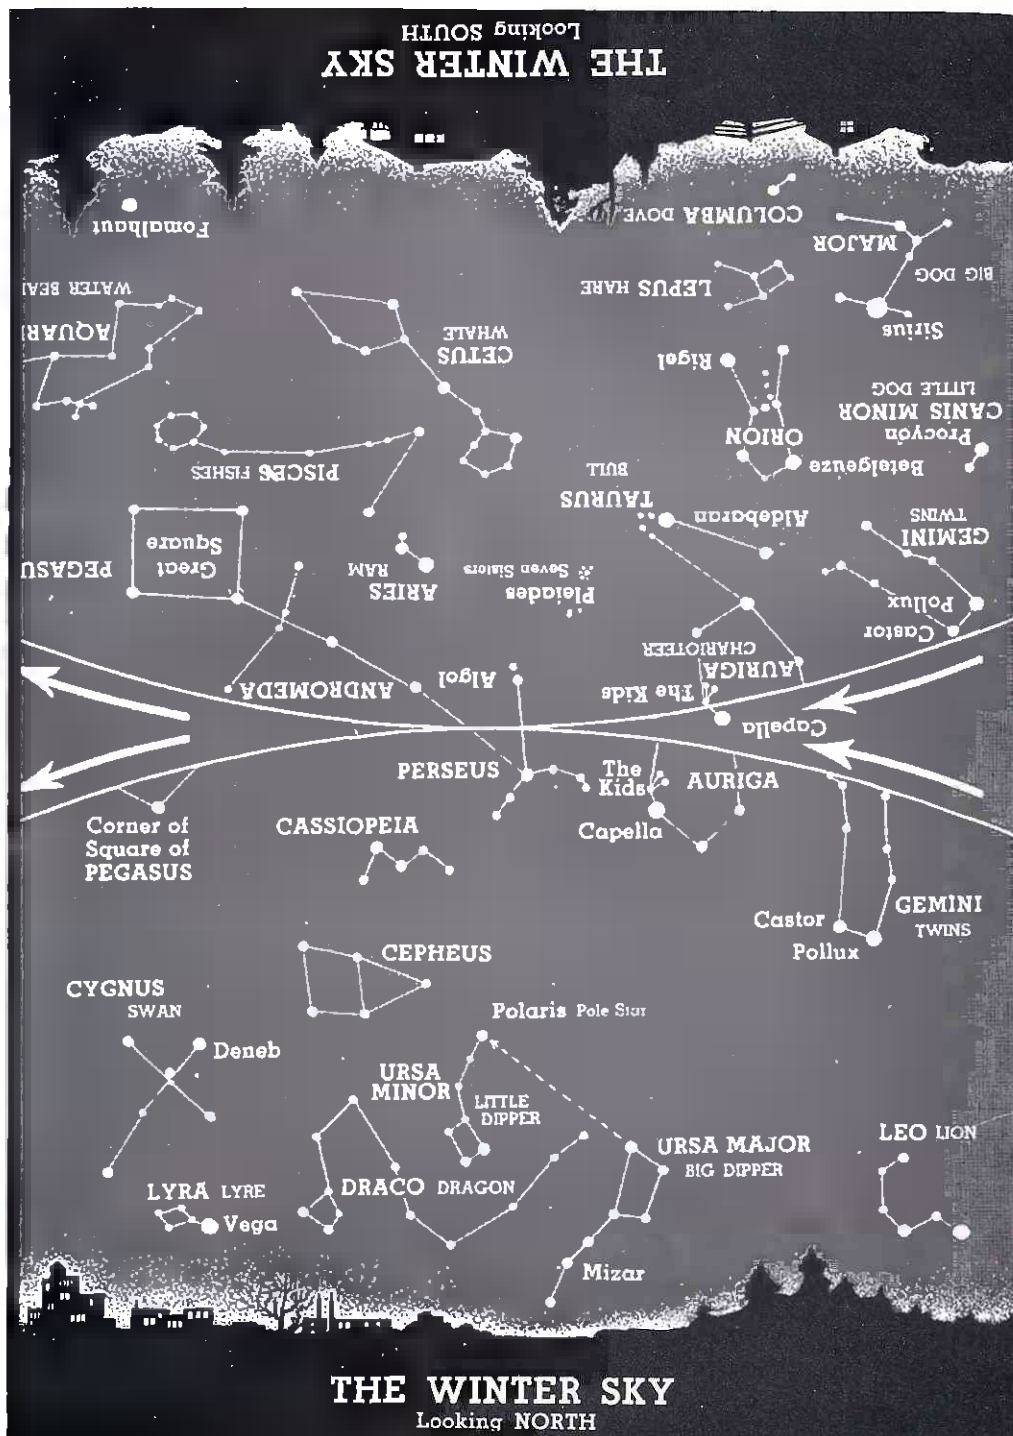 THE WINTER SKY
Looking SOUTH
Fomalhaut
COLUMBA DOVE
MAJOR
BIG DOG
LEPUS HARE
Sirius
WATER BEA
AQUARI
CETUS
WHALE
Rigel
LITTLE DOG
CANIS MINOR
Procyon
ORION
Betelgeuze
PISCES FISHES
BULL
TAURUS
Aldebaran
TWINS
GEMINI
Great
Square
PEGASU
RAM
ARIES
Seven Sisters
Pleiades
Pollux
Castor
CHARIOTEER
AURIGA
ANDROMEDA
Algol
The Kids
Capella
PERSEUS
The
Kids
AURIGA
Corner of
Square of
PEGASUS
CASSIOPEIA
Capella
GEMINI
TWINS
Castor
Pollux
CEPHEUS
CYGNUS
SWAN
Polaris Pole Star
Deneb
URSA
MINOR
LITTLE
DIPPER
LEO LION
URSA MAJOR
BIG DIPPER
LYRA LYRE
DRACO DRAGON
Vega
Mizar
THE WINTER SKY
Looking NORTH